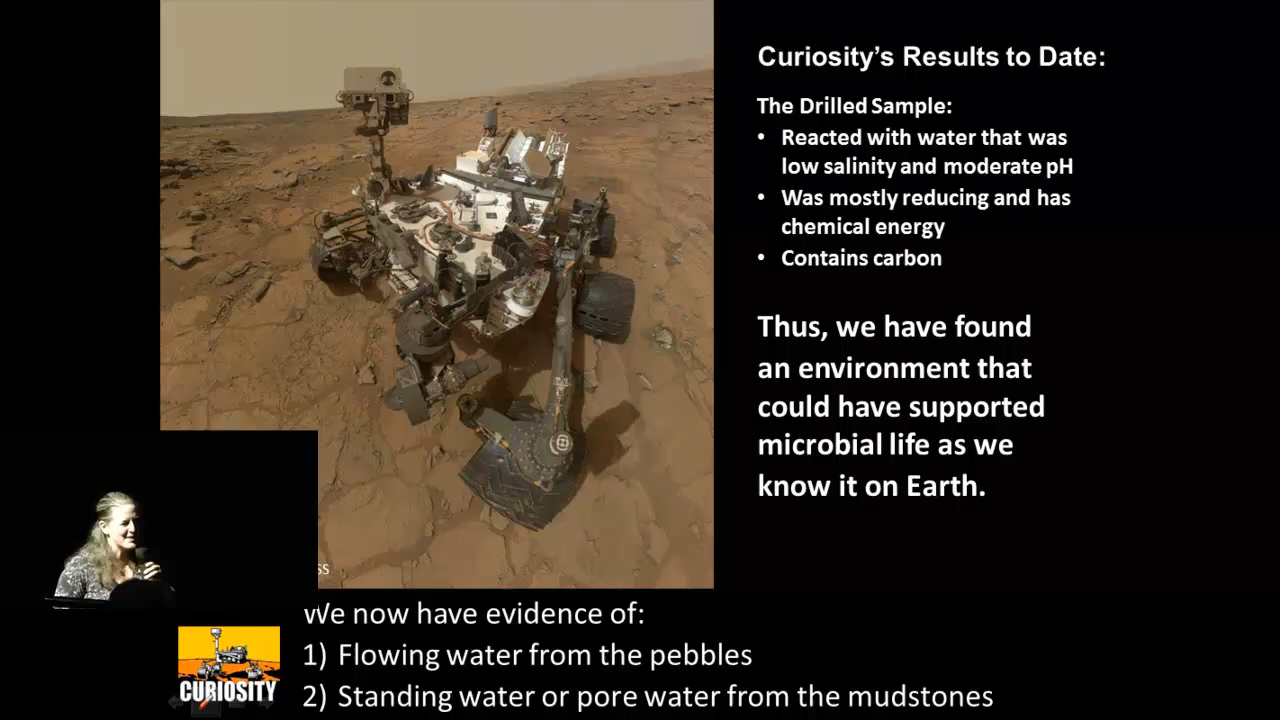 Curiosity's Results to Date:
The Drilled Sample:
• Reacted with water that was
low salinity and moderate pH
• Was mostly reducing and has
chemical energy
• Contains carbon
Thus, we have found
an environment that
could have supported
microbial life as we
know it on Earth.
SS
We now have evidence of:
1) Flowing water from the pebbles
2) Standing water or pore water from the mudstones
CURIOSITY